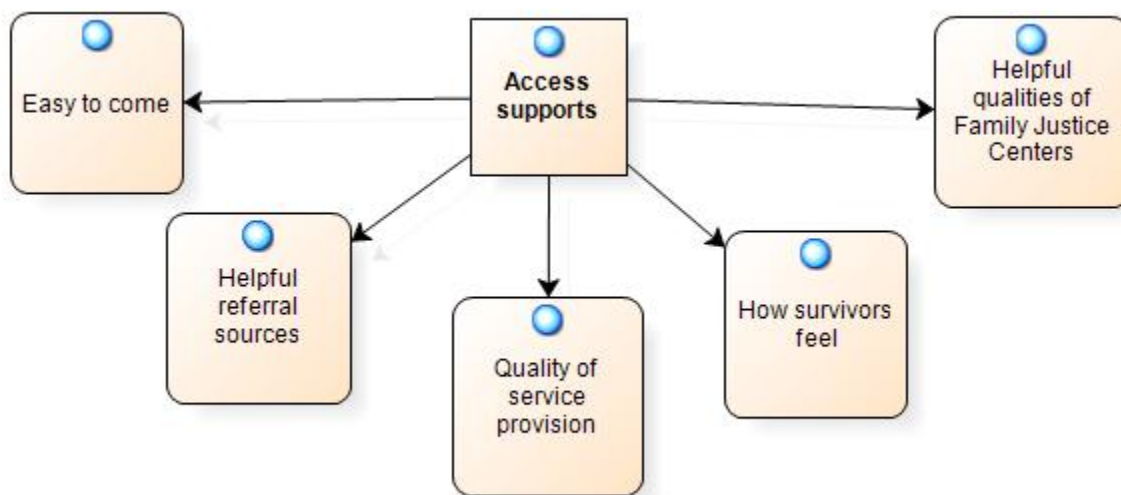 Easy to come
Access
supports
Helpful
qualities of
Family Justice
Centers
Helpful
referral
sources
Quality of
service
provision
How survivors
feel